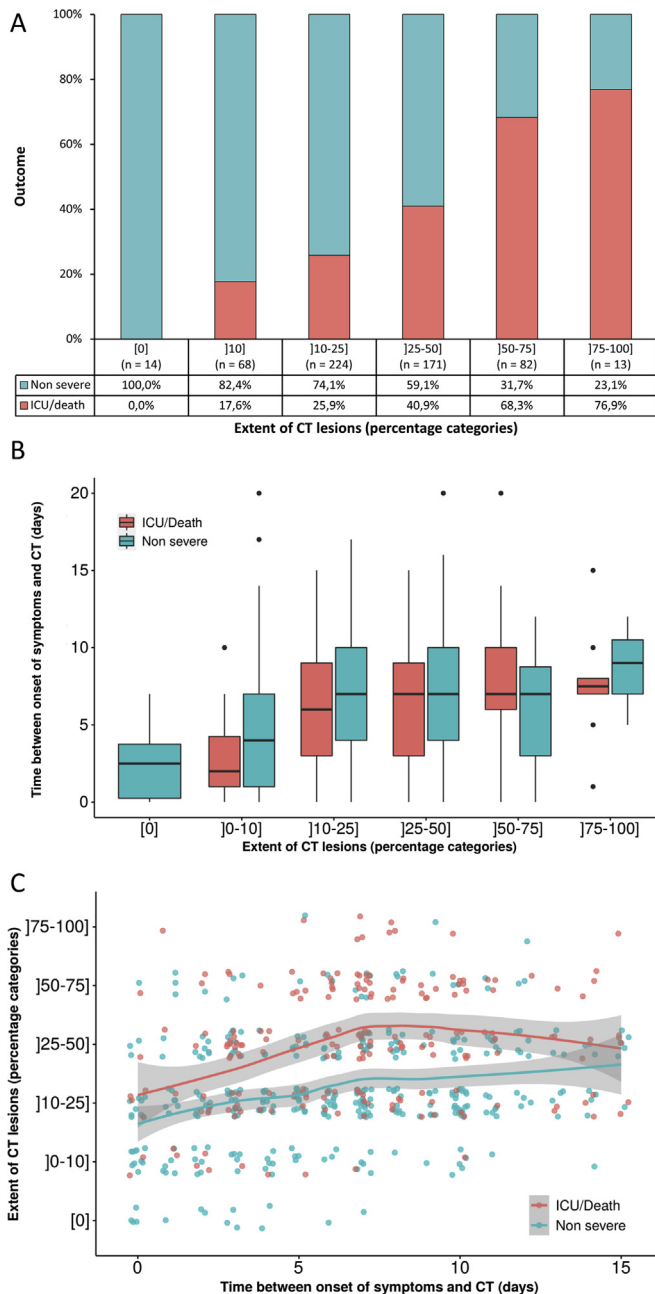 A
100%
80%
60%
40%
20%
0%
Outcome
[0] ]10] ]10-25] ]25-50] ]50-75] ]75-100]
(n = 14) (n = 68) (n = 224) (n = 171) (n = 82) (n = 13)
Non severe 100,0% 82,4% 74,1% 59,1% 31,7% 23,1%
ICU/death 0,0% 17,6% 25,9% 40,9% 68,3% 76,9%
Extent of CT lesions (percentage categories)
B
Time between onset of symptoms and CT (days)
20
15
10
5
0
ICU/Death
Non severe
[0] ]0-10] ]10-25] ]25-50] ]50-75] ]75-100]
Extent of CT lesions (percentage categories)
C
Extent of CT lesions (percentage categories)
]75-100]
]50-75]
]25-50]
]10-25]
]0-10]
[0]
ICU/Death
Non severe
0 5 10 15
Time between onset of symptoms and CT (days)